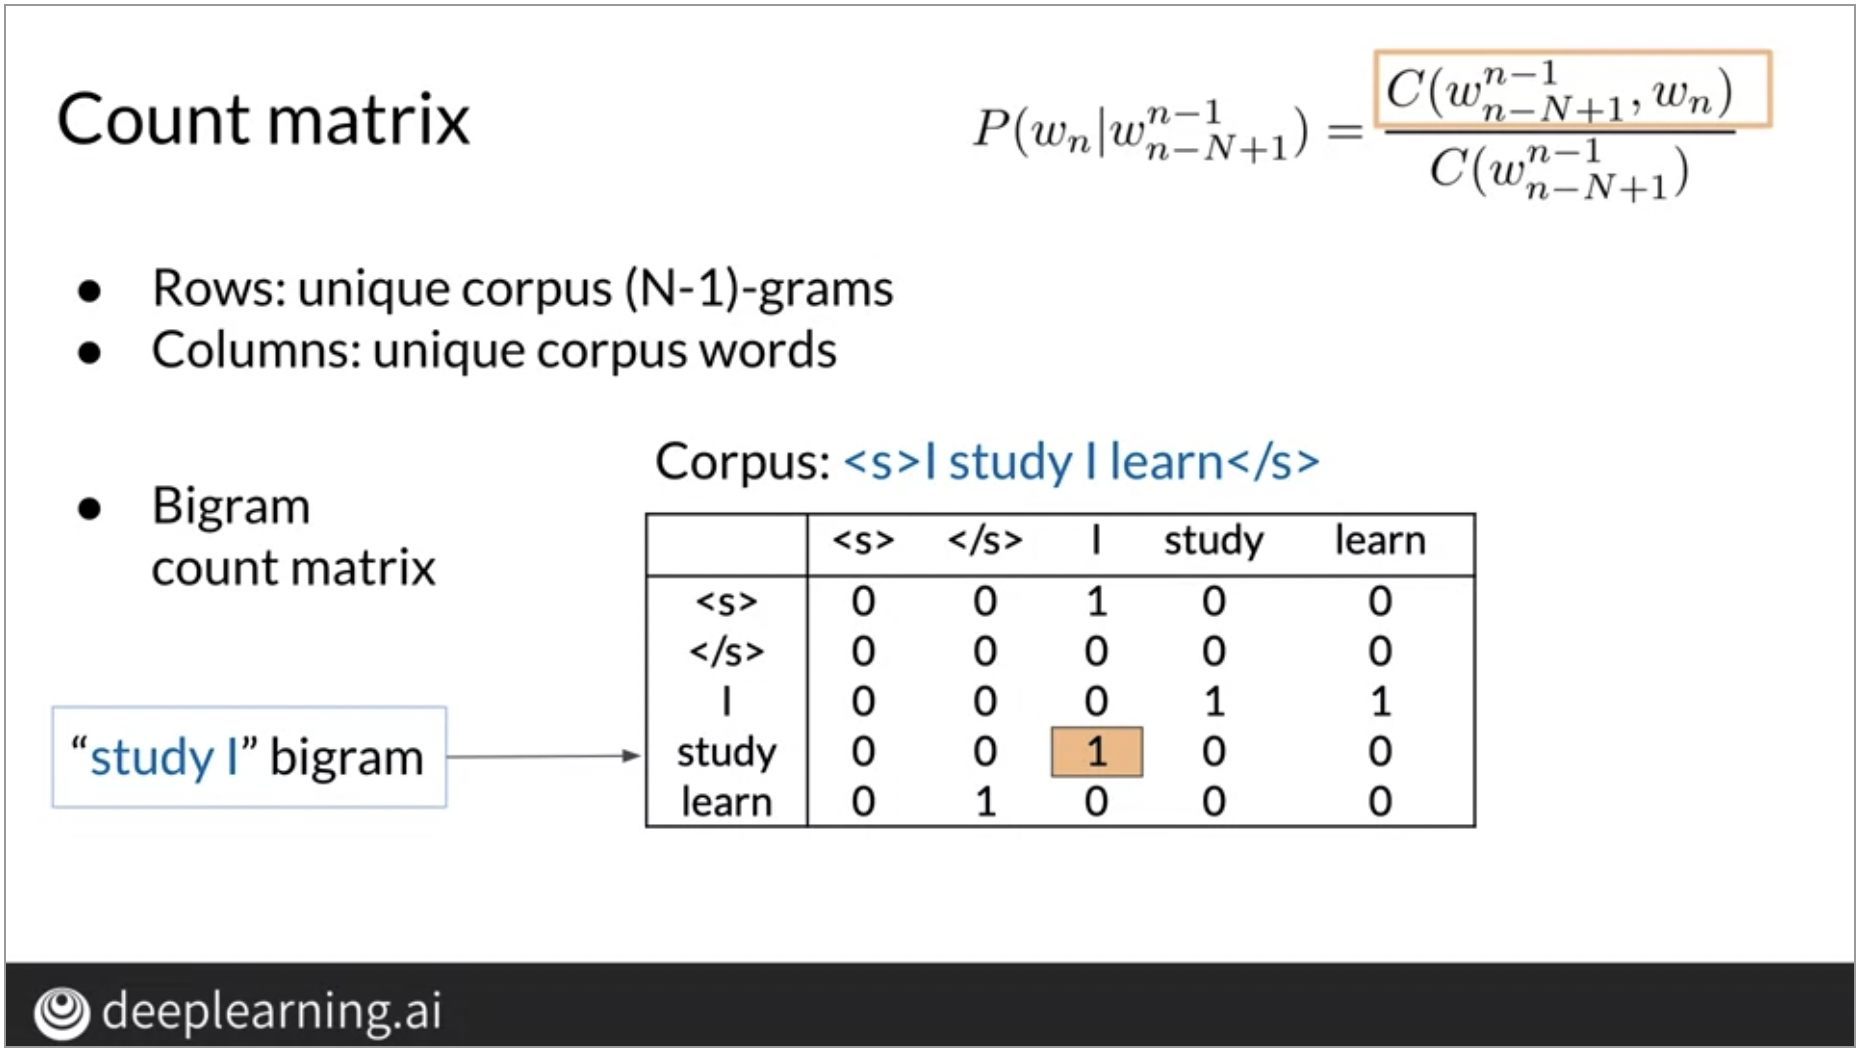 Count matrix
P(w_n|w_{n-N+1}^{n-1}) = \frac{C(w_{n-N+1}^{n-1}, w_n)}{C(w_{n-N+1}^{n-1})}
● Rows: unique corpus (N-1)-grams
● Columns: unique corpus words
● Bigram
count matrix
Corpus: <s>I study I learn</s>
<s> </s> I study learn
<s> 0 0 1 0 0
</s> 0 0 0 0 0
I 0 0 0 1 1
study 0 0 1 0 0
learn 0 1 0 0 0
“study I” bigram
deeplearning.ai